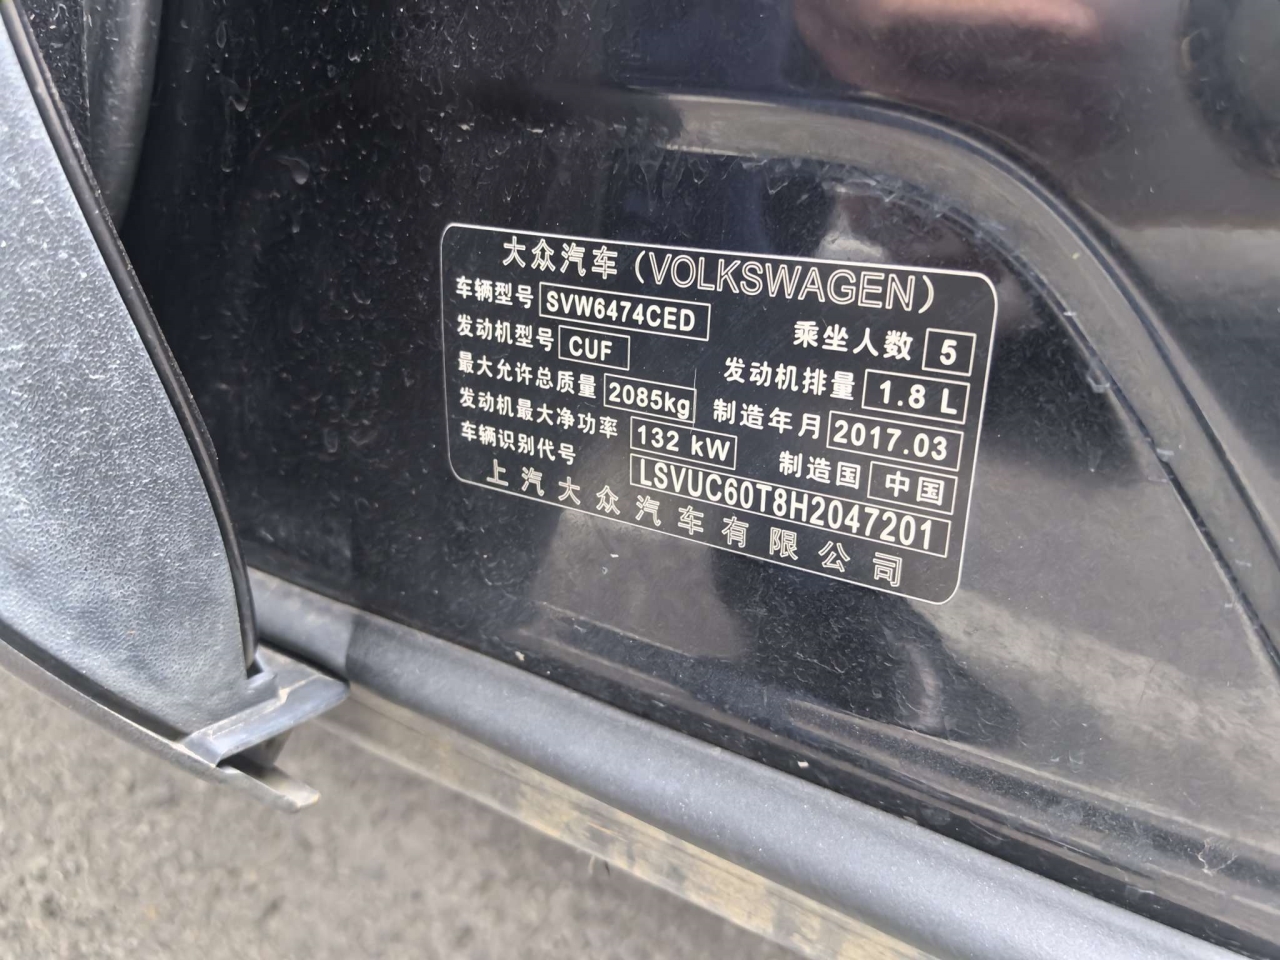 大众汽车(VOLKSWAGEN)
车辆型号 SVW6474CED 乘坐人数 5
发动机型号 CUF 发动机排量 1.8 L
最大允许总质量 2085kg 制造年月 2017.03
发动机最大净功率 132 kW 制造国 中国
车辆识别代号 LSVUC60T8H2047201
上汽大众汽车有限公司